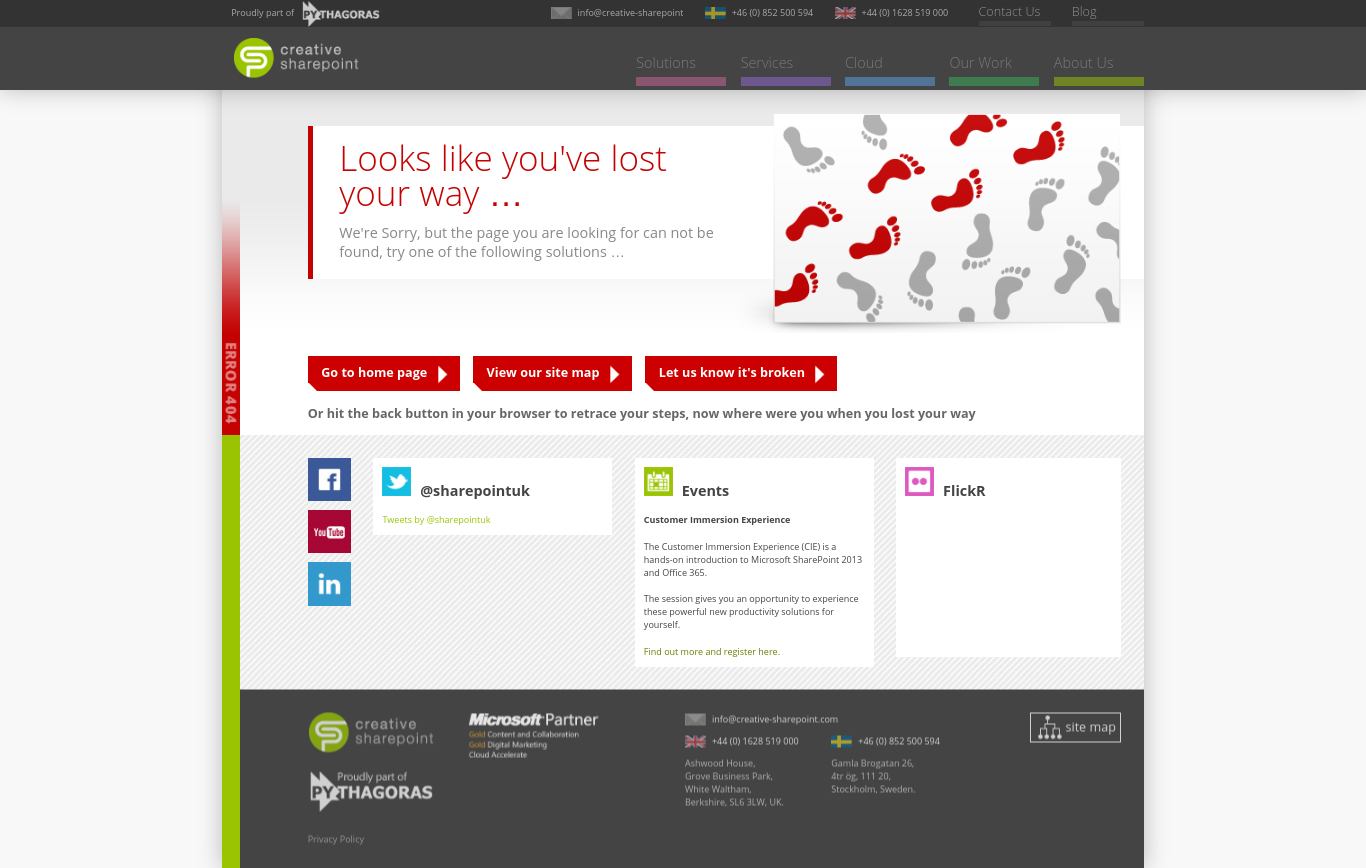 Proudly part of
PYTHAGORAS
info@creative-sharepoint
+46 (0) 852 500 594
+44 (0) 1628 519 000
Contact Us
Blog
creative
sharepoint
Solutions
Services
Cloud
Our Work
About Us
Looks like you've lost
your way ...
We're Sorry, but the page you are looking for can not be
found, try one of the following solutions ...
ERROR 404
Go to home page
View our site map
Let us know it's broken
Or hit the back button in your browser to retrace your steps, now where were you when you lost your way
You Tube
in
@sharepointuk
Tweets by @sharepointuk
Events
Customer Immersion Experience
The Customer Immersion Experience (CIE) is a
hands-on introduction to Microsoft SharePoint 2013
and Office 365.
The session gives you an opportunity to experience
these powerful new productivity solutions for
yourself.
Find out more and register here.
FlickR
creative
sharepoint
Proudly part of
PYTHAGORAS
Privacy Policy
Microsoft Partner
Gold Content and Collaboration
Gold Digital Marketing
Cloud Accelerate
info@creative-sharepoint.com
+44 (0) 1628 519 000
Ashwood House,
Grove Business Park,
White Waltham,
Berkshire, SL6 3LW, UK.
+46 (0) 852 500 594
Gamla Brogatan 26,
4tr ög, 111 20,
Stockholm, Sweden.
site map